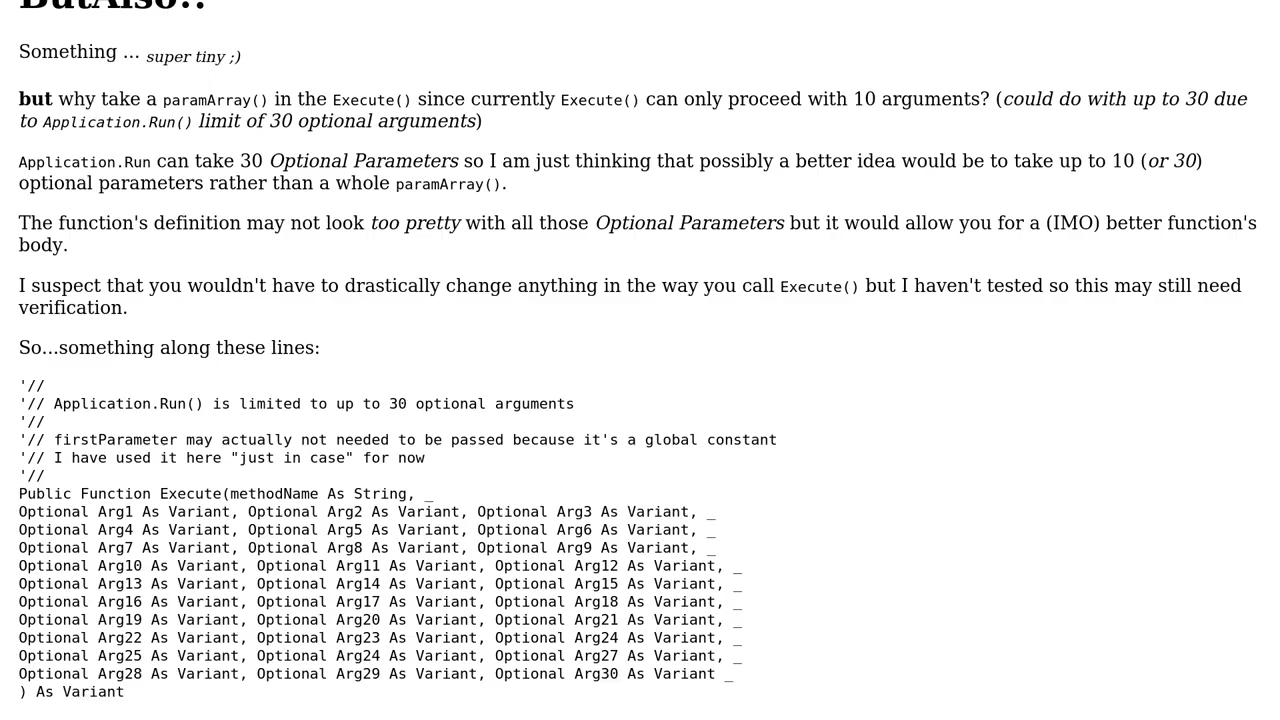 ButAlso!!
Something ... super tiny ;)
but why take a paramArray() in the Execute() since currently Execute() can only proceed with 10 arguments? (could do with up to 30 due
to Application.Run() limit of 30 optional arguments)
Application.Run can take 30 Optional Parameters so I am just thinking that possibly a better idea would be to take up to 10 (or 30)
optional parameters rather than a whole paramArray().
The function's definition may not look too pretty with all those Optional Parameters but it would allow you for a (IMO) better function's
body.
I suspect that you wouldn't have to drastically change anything in the way you call Execute() but I haven't tested so this may still need
verification.
So...something along these lines:
'//
'// Application.Run() is limited to up to 30 optional arguments
'//
'// firstParameter may actually not needed to be passed because it's a global constant
'// I have used it here "just in case" for now
'//
Public Function Execute(methodName As String, _
Optional Arg1 As Variant, Optional Arg2 As Variant, Optional Arg3 As Variant, _
Optional Arg4 As Variant, Optional Arg5 As Variant, Optional Arg6 As Variant, _
Optional Arg7 As Variant, Optional Arg8 As Variant, Optional Arg9 As Variant, _
Optional Arg10 As Variant, Optional Arg11 As Variant, Optional Arg12 As Variant, _
Optional Arg13 As Variant, Optional Arg14 As Variant, Optional Arg15 As Variant, _
Optional Arg16 As Variant, Optional Arg17 As Variant, Optional Arg18 As Variant, _
Optional Arg19 As Variant, Optional Arg20 As Variant, Optional Arg21 As Variant, _
Optional Arg22 As Variant, Optional Arg23 As Variant, Optional Arg24 As Variant, _
Optional Arg25 As Variant, Optional Arg24 As Variant, Optional Arg27 As Variant, _
Optional Arg28 As Variant, Optional Arg29 As Variant, Optional Arg30 As Variant _
) As Variant